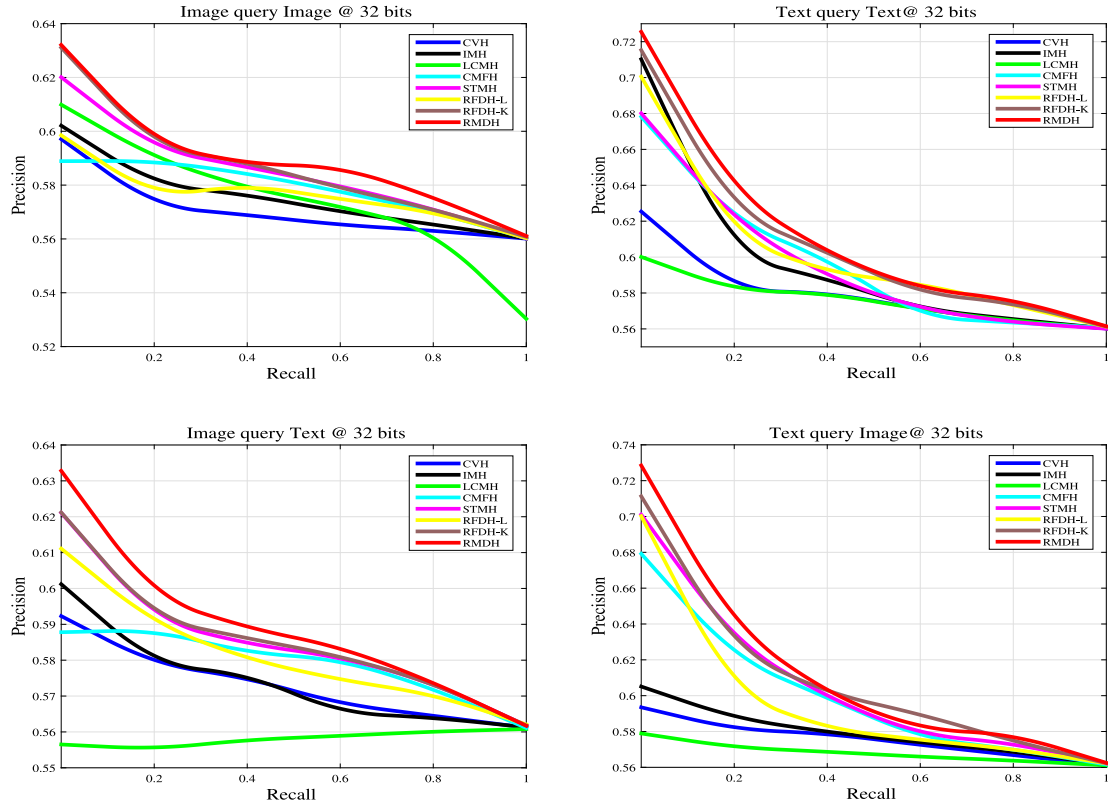 Image query Image @ 32 bits
0.64
0.62
0.6
0.58
0.56
0.54
0.52
0.2
0.4
0.6
0.8
1
Precision
Recall
CVH
IMH
LCMH
CMFH
STMH
RFDH-L
RFDH-K
RMDH
Text query Text@ 32 bits
0.72
0.7
0.68
0.66
0.64
0.62
0.6
0.58
0.56
0.2
0.4
0.6
0.8
1
Precision
Recall
CVH
IMH
LCMH
CMFH
STMH
RFDH-L
RFDH-K
RMDH
Image query Text @ 32 bits
0.64
0.63
0.62
0.61
0.6
0.59
0.58
0.57
0.56
0.55
0.2
0.4
0.6
0.8
1
Precision
Recall
CVH
IMH
LCMH
CMFH
STMH
RFDH-L
RFDH-K
RMDH
Text query Image@ 32 bits
0.74
0.72
0.7
0.68
0.66
0.64
0.62
0.6
0.58
0.56
0.2
0.4
0.6
0.8
1
Precision
Recall
CVH
IMH
LCMH
CMFH
STMH
RFDH-L
RFDH-K
RMDH